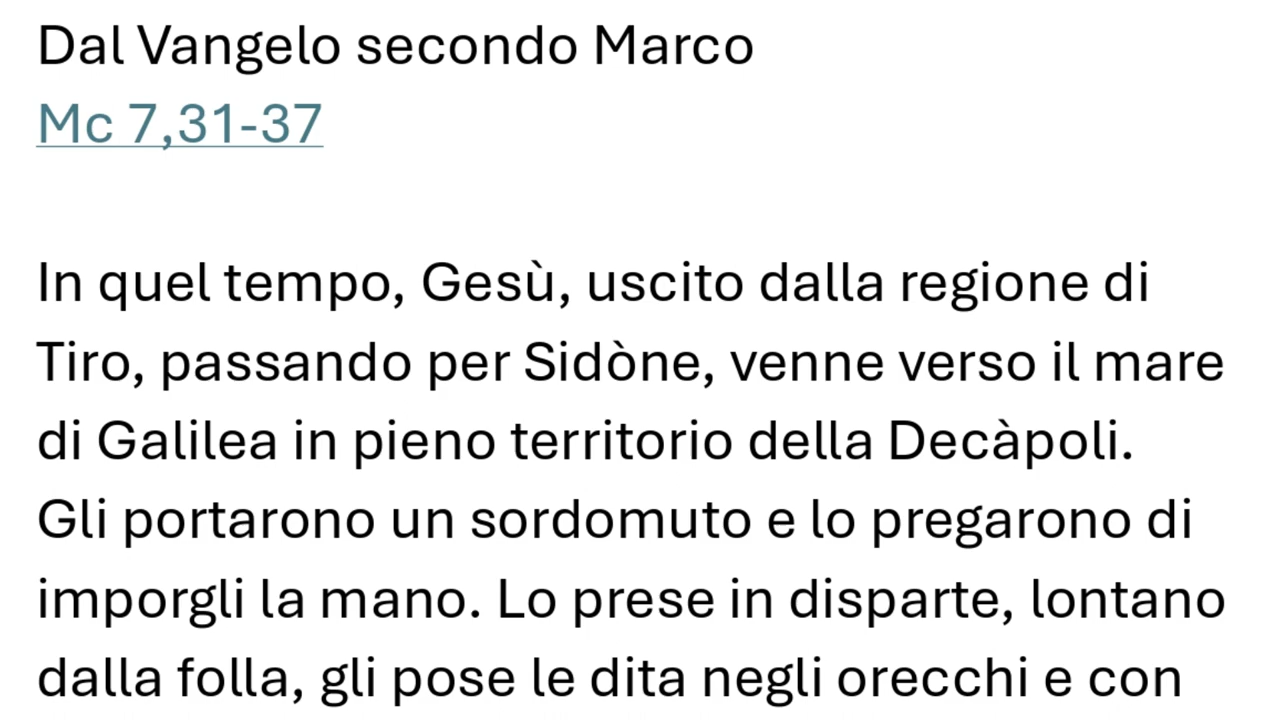 Dal Vangelo secondo Marco
Mc 7,31-37
In quel tempo, Gesù, uscito dalla regione di
Tiro, passando per Sidòne, venne verso il mare
di Galilea in pieno territorio della Decàpoli.
Gli portarono un sordomuto e lo pregarono di
imporgli la mano. Lo prese in disparte, lontano
dalla folla, gli pose le dita negli orecchi e con